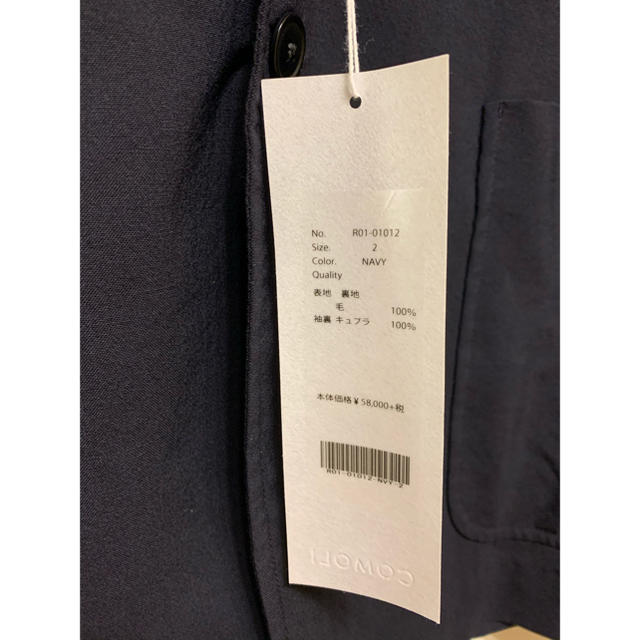 No. R01-01012
Size. 2
Color. NAVY
Quality
表地 裏地
毛 100%
袖裏 キュプラ 100%
本体価格¥58,000+税
R01-01012-NVY-2
COMOLI